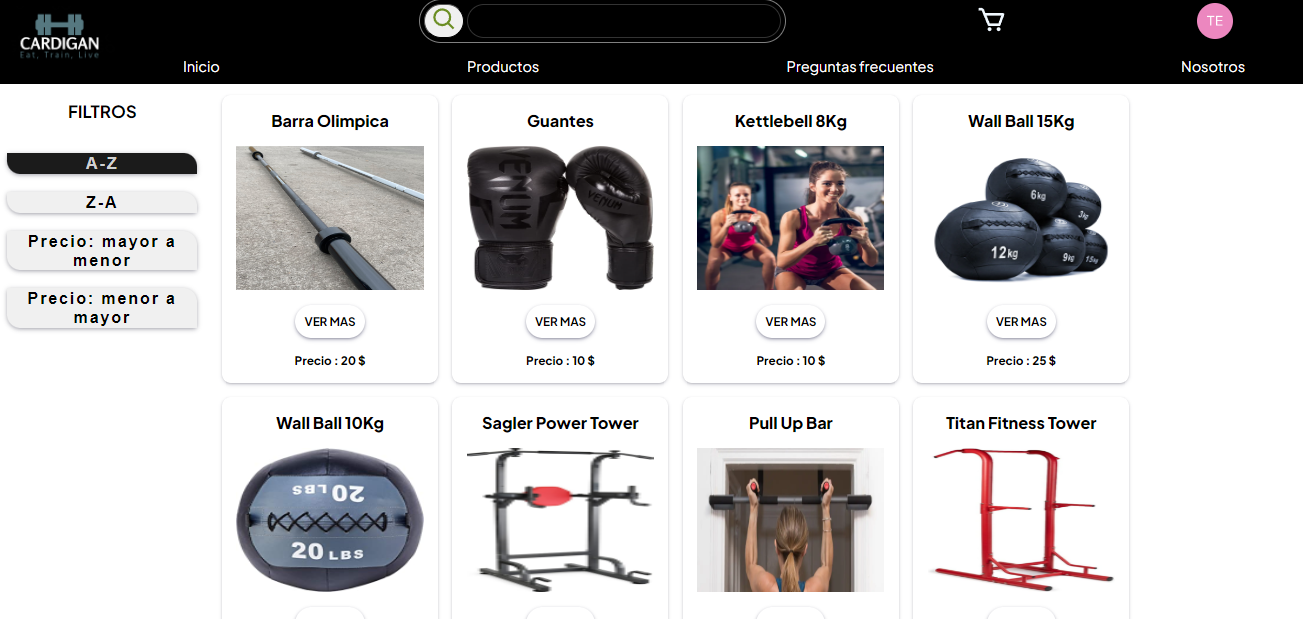 CARDIGAN
Eat, Train, Live
TE
Inicio
Productos
Preguntas frecuentes
Nosotros
FILTROS
A-Z
Z-A
Precio: mayor a
menor
Precio: menor a
mayor
Barra Olimpica
VER MAS
Precio : 20 $
Guantes
VENUM
VENUM
VER MAS
Precio : 10 $
Kettlebell 8Kg
VER MAS
Precio : 10 $
Wall Ball 15Kg
6kg
3kg
12kg
9kg
1.5kg
VER MAS
Precio : 25 $
Wall Ball 10Kg
20 LBS
20 LBS
Sagler Power Tower
Pull Up Bar
Titan Fitness Tower